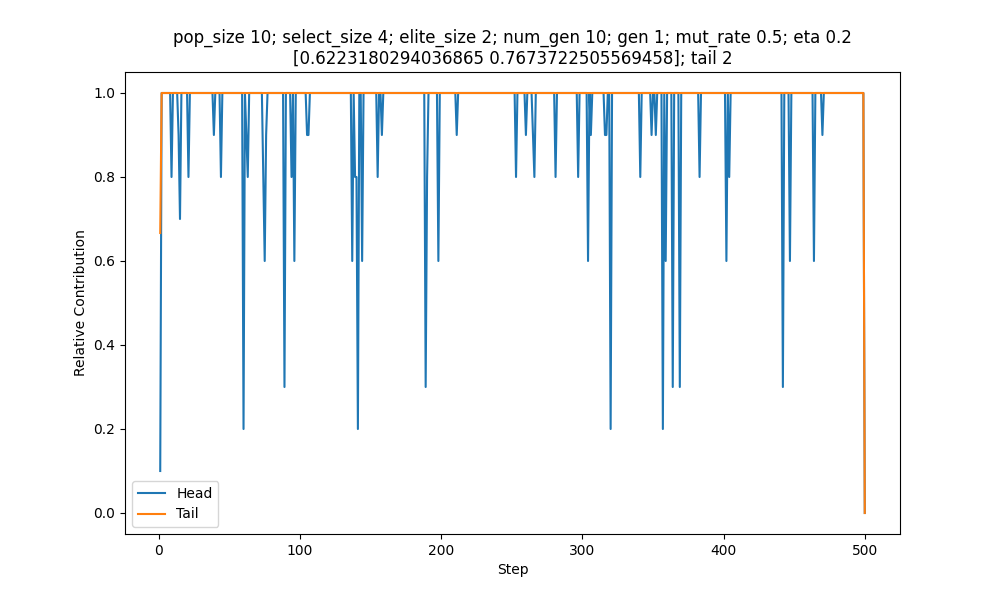 pop_size 10; select_size 4; elite_size 2; num_gen 10; gen 1; mut_rate 0.5; eta 0.2
[0.6223180294036865 0.7673722505569458]; tail 2
1.0
0.8
0.6
0.4
0.2
0.0
Relative Contribution
Head
Tail
0 100 200 300 400 500
Step